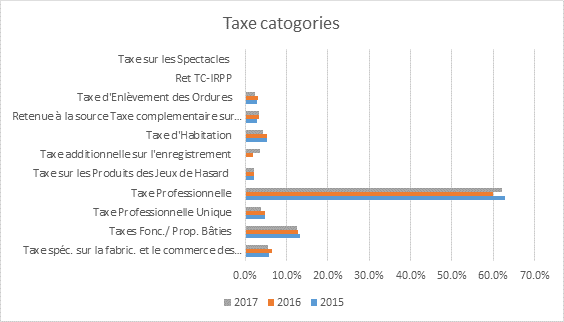 Taxe catogories
Taxe sur les Spectacles
Ret TC-IRPP
Taxe d'Enlèvement des Ordures
Retenue à la source Taxe complementaire sur...
Taxe d'Habitation
Taxe additionnelle sur l'enregistrement
Taxe sur les Produits des Jeux de Hasard
Taxe Professionnelle
Taxe Professionnelle Unique
Taxes Fonc./ Prop. Bâties
Taxe spéc. sur la fabric. et le commerce des...
0.0% 10.0% 20.0% 30.0% 40.0% 50.0% 60.0% 70.0%
2017 2016 2015